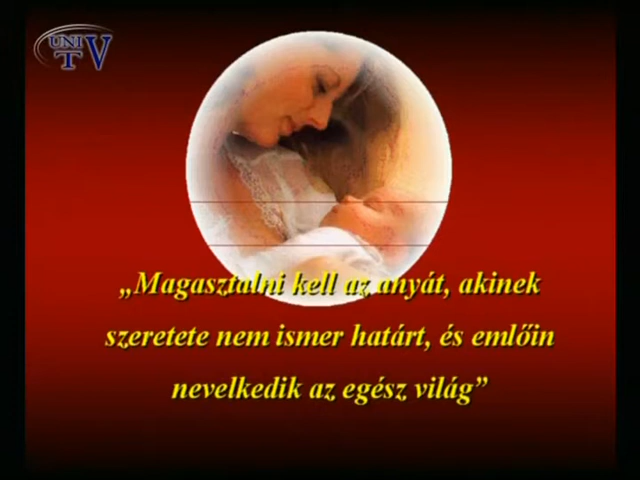 UNI
TV
„Magasztalni kell az anyát, akinek
szeretete nem ismer határt, és emlőin
nevelkedik az egész világ”